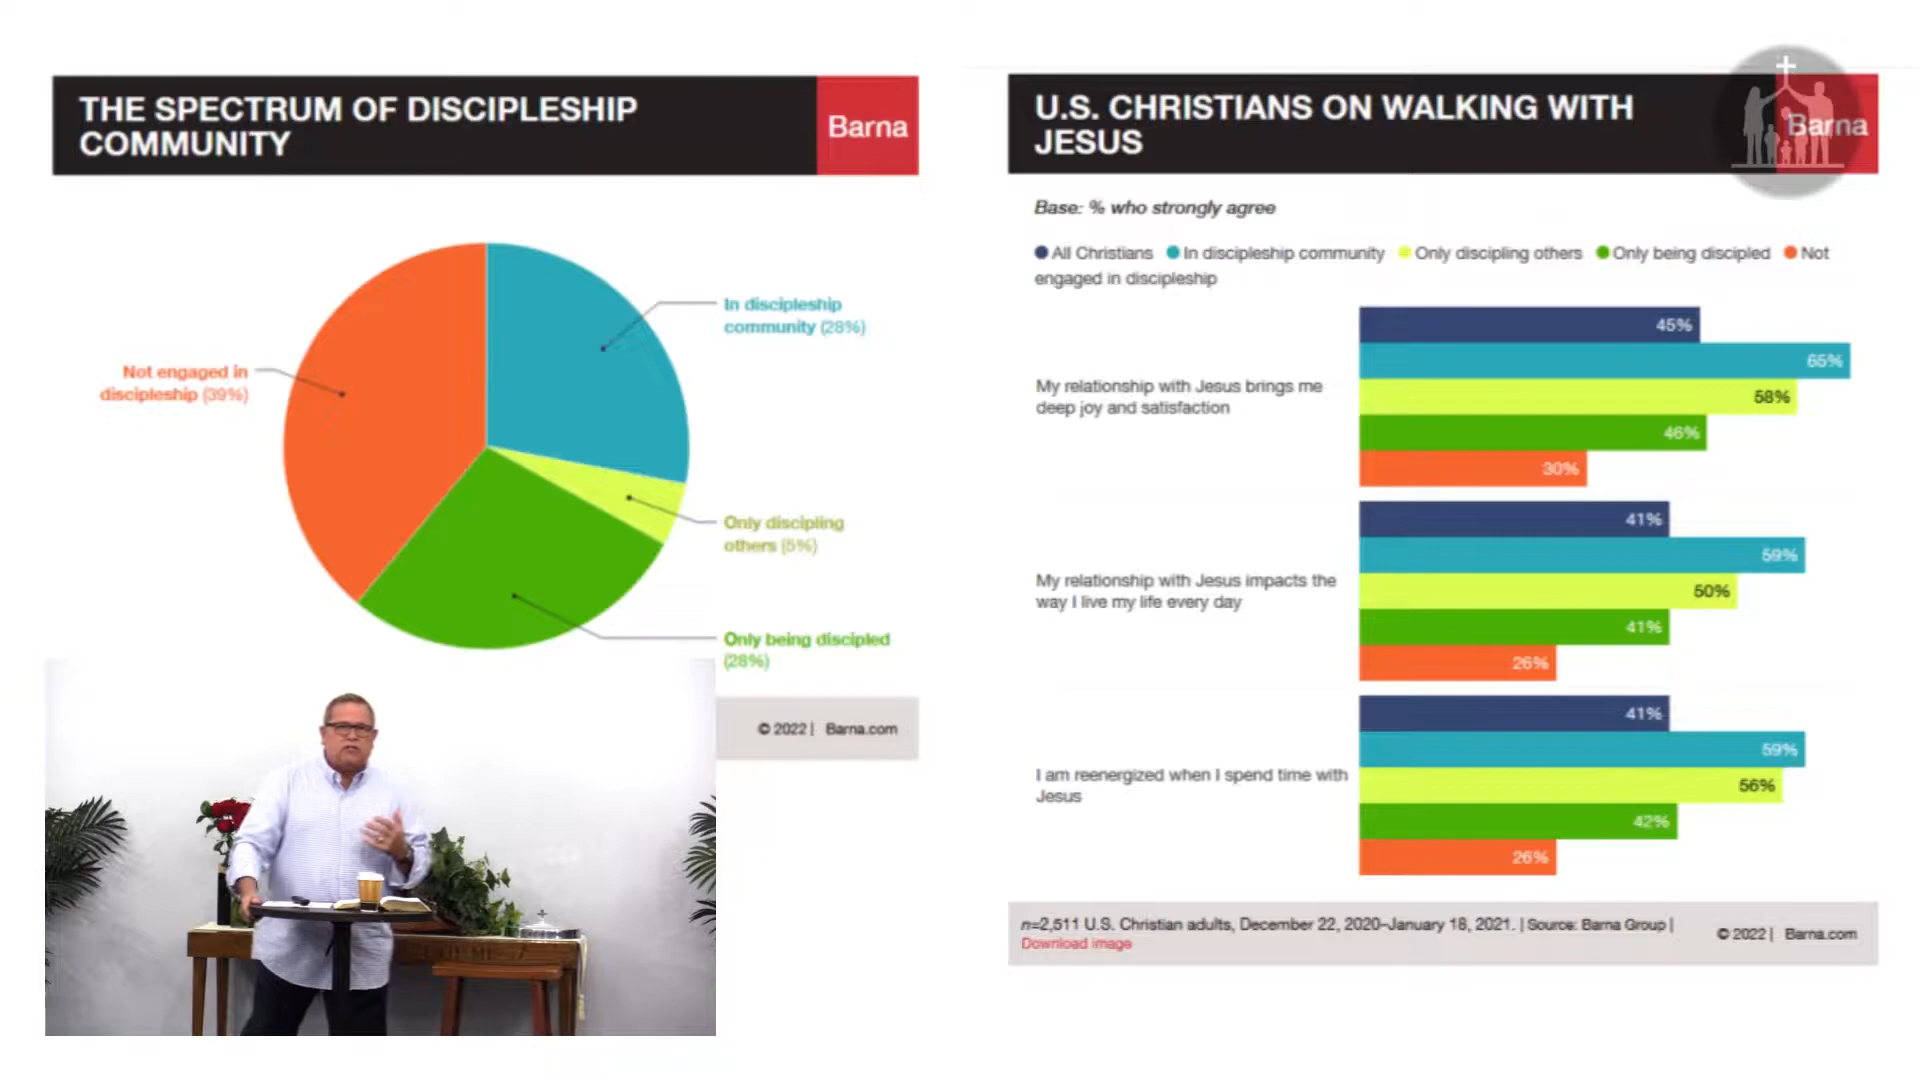 THE SPECTRUM OF DISCIPLESHIP
COMMUNITY
Barna
In discipleship
community (28%)
Not engaged in
discipleship (39%)
Only discipling
others (5%)
Only being discipled
(28%)
© 2022 | Barna.com
U.S. CHRISTIANS ON WALKING WITH
JESUS
Barna
Base: % who strongly agree
All Christians In discipleship community Only discipling others Only being discipled Not
engaged in discipleship
My relationship with Jesus brings me
deep joy and satisfaction
45%
65%
58%
46%
30%
My relationship with Jesus impacts the
way I live my life every day
41%
59%
50%
41%
26%
I am reenergized when I spend time with
Jesus
41%
59%
56%
42%
26%
n=2,511 U.S. Christian adults, December 22, 2020–January 18, 2021. | Source: Barna Group |
Download image
© 2022 | Barna.com